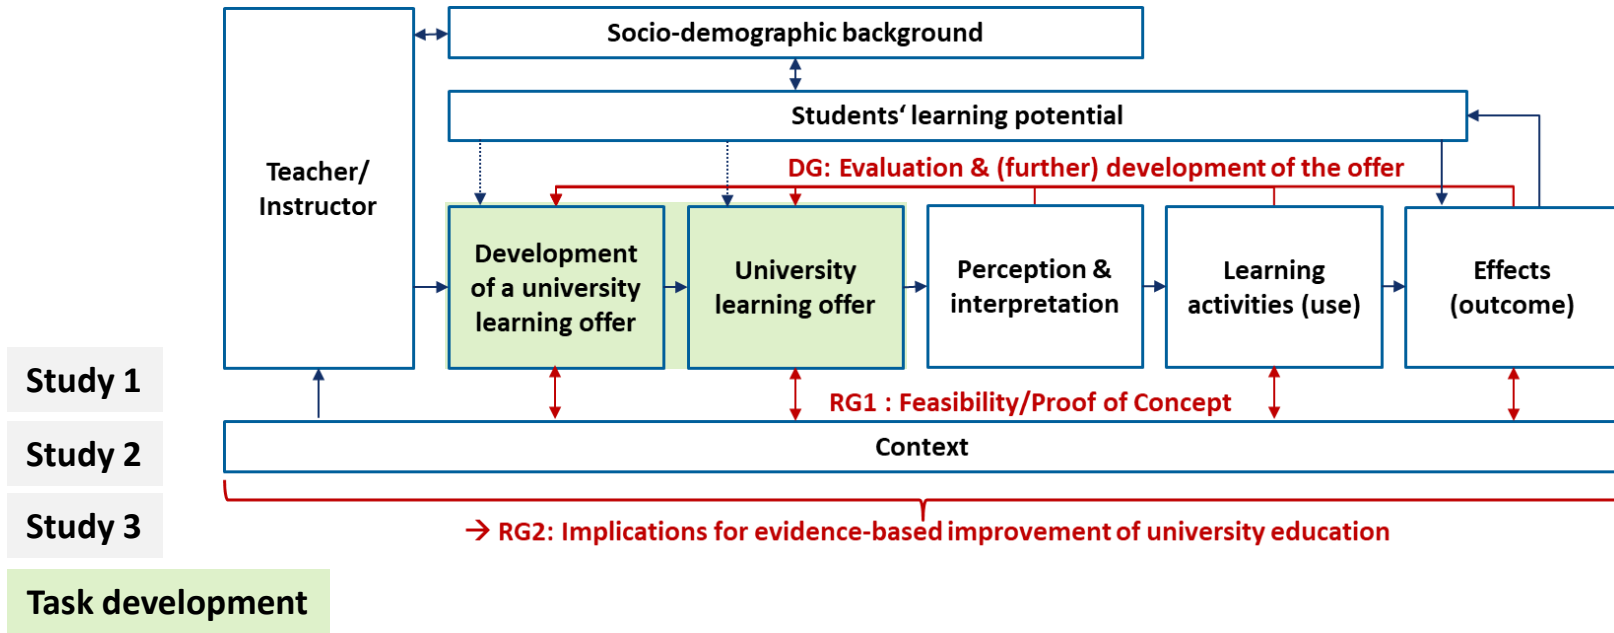 Socio-demographic background
Students‘ learning potential
Teacher/
Instructor
DG: Evaluation & (further) development of the offer
Development
of a university
learning offer
University
learning offer
Perception &
interpretation
Learning
activities (use)
Effects
(outcome)
Study 1
RG1 : Feasibility/Proof of Concept
Study 2
Context
Study 3
→ RG2: Implications for evidence-based improvement of university education
Task development